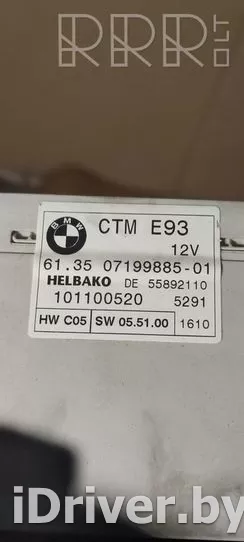 RRR.LT
BMW
CTM E93
12V
61.35 07199885-01
HELBAKO DE 55892110
101100520 5291
HW C05 SW 05.51.00 1610
iDriver.by